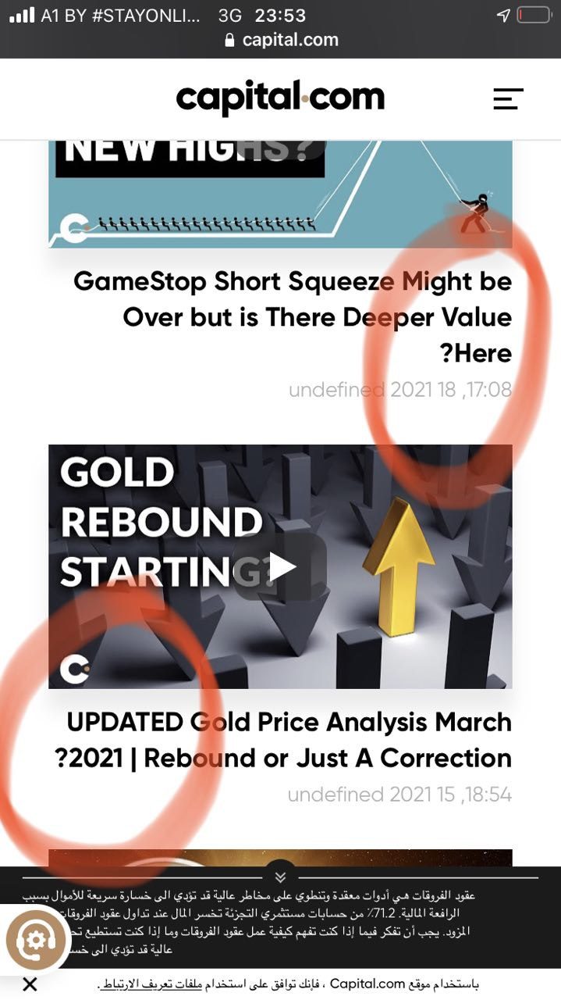 A1 BY #STAYONLI... 3G 23:53
capital.com
capital.com
NEW HIGHS?
GameStop Short Squeeze Might be
Over but is There Deeper Value
?Here
undefined 2021 18 ,17:08
GOLD
REBOUND
STARTING?
UPDATED Gold Price Analysis March
?2021 | Rebound or Just A Correction
undefined 2021 15 ,18:54
عقود الفروقات هي أدوات معقدة وتنطوي على مخاطر عالية قد تؤدي الى خسارة سريعة للأموال بسبب
الرافعة المالية. 71.2٪ من حسابات مستثمري التجزئة تخسر المال عند تداول عقود الفروقات
المزود. يجب أن تفكر فيما إذا كنت تفهم كيفية عمل عقود الفروقات وما إذا كنت تستطيع
عالية قد تؤدي الى
باستخدام موقع Capital.com ، فإنك توافق على استخدام ملفات تعريف الارتباط.